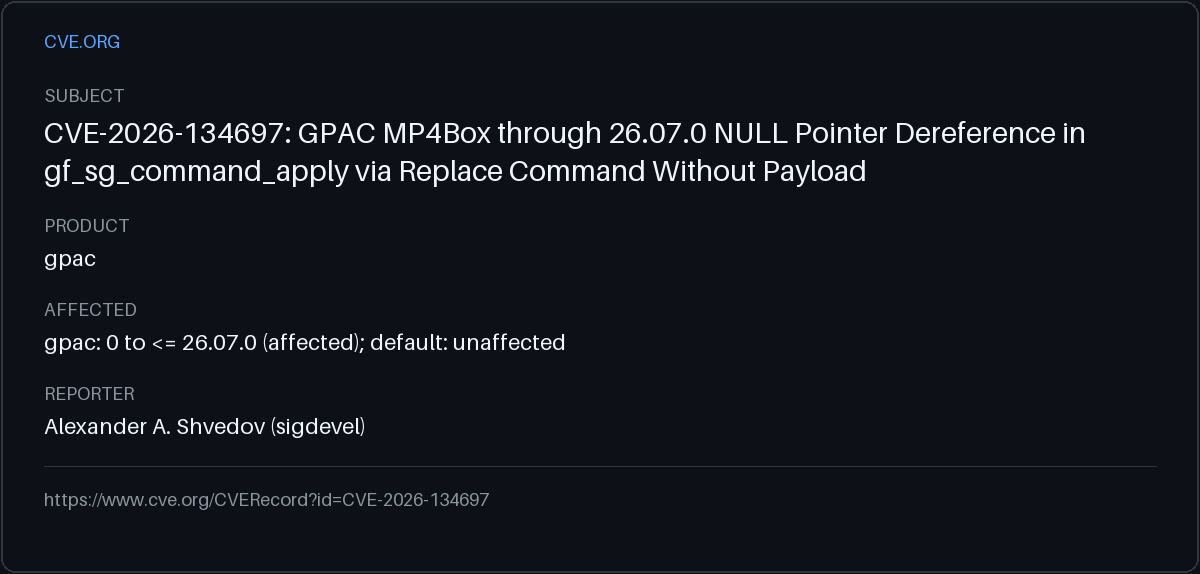 CVE.ORG
SUBJECT
CVE-2026-134697: GPAC MP4Box through 26.07.0 NULL Pointer Dereference in
gf_sg_command_apply via Replace Command Without Payload
PRODUCT
gpac
AFFECTED
gpac: 0 to <= 26.07.0 (affected); default: unaffected
REPORTER
Alexander A. Shvedov (sigdevel)
https://www.cve.org/CVERecord?id=CVE-2026-134697